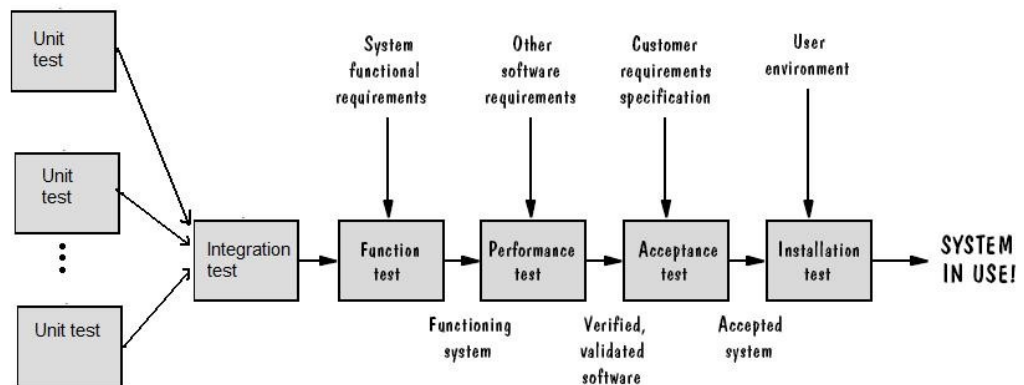 Unit
test
Unit
test
Unit test
Integration
test
System
functional
requirements
Function
test
Functioning
system
Other
software
requirements
Performance
test
Verified,
validated
software
Customer
requirements
specification
Acceptance
test
Accepted
system
User
environment
Installation
test
SYSTEM
IN USE!